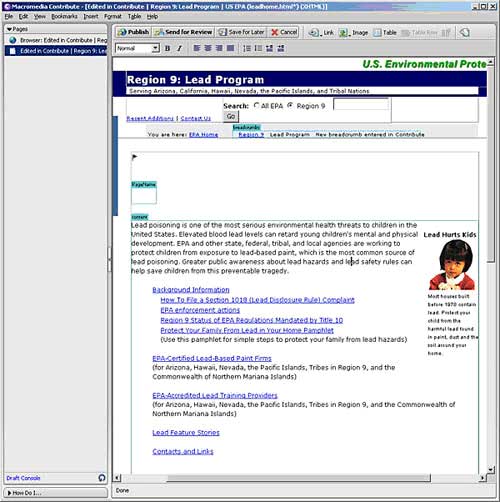 Macromedia Contribute - [Edited in Contribute | Region 9: Lead Program | US EPA (leadhome.html*) (XHTML)]
File Edit View Bookmarks Insert Format Table Help
Pages
Browser: Edited in Contribute | Reg
Edited in Contribute | Region 9: Lea
Publish Send for Review Save for Later Cancel Link Image Table Table Row
Normal
U.S. Environmental Prote
Region 9: Lead Program
Serving Arizona, California, Hawaii, Nevada, the Pacific Islands, and Tribal Nations
Search: All EPA Region 9
Go
Recent Additions | Contact Us
breadcrumbs
You are here: EPA Home Region 9 Lead Program New breadcrumb entered in Contribute
PageName
content
Lead poisoning is one of the most serious environmental health threats to children in the
United States. Elevated blood lead levels can retard young children's mental and physical
development. EPA and other state, federal, tribal, and local agencies are working to
protect children from exposure to lead-based paint, which is the most common source of
lead poisoning. Greater public awareness about lead hazards and lead safety rules can
help save children from this preventable tragedy.
Lead Hurts Kids
Most houses built
before 1978 contain
lead. Protect your
child from the
harmful lead found
in paint, dust and the
soil around your
home.
Background Information
How To File a Section 1018 (Lead Disclosure Rule) Complaint
EPA enforcement actions
Region 9 Status of EPA Regulations Mandated by Title 10
Protect Your Family From Lead in Your Home Pamphlet
(Use this pamphlet for simple steps to protect your family from lead hazards)
EPA-Certified Lead-Based Paint Firms
(for Arizona, Hawaii, Nevada, the Pacific Islands, Tribes in Region 9, and the
Commonwealth of Northern Mariana Islands)
EPA-Accredited Lead Training Providers
(for Arizona, Hawaii, Nevada, the Pacific Islands, Tribes in Region 9, and the Commonwealth of
Northern Mariana Islands)
Lead Feature Stories
Contacts and Links
Draft Console
How Do I...
Done